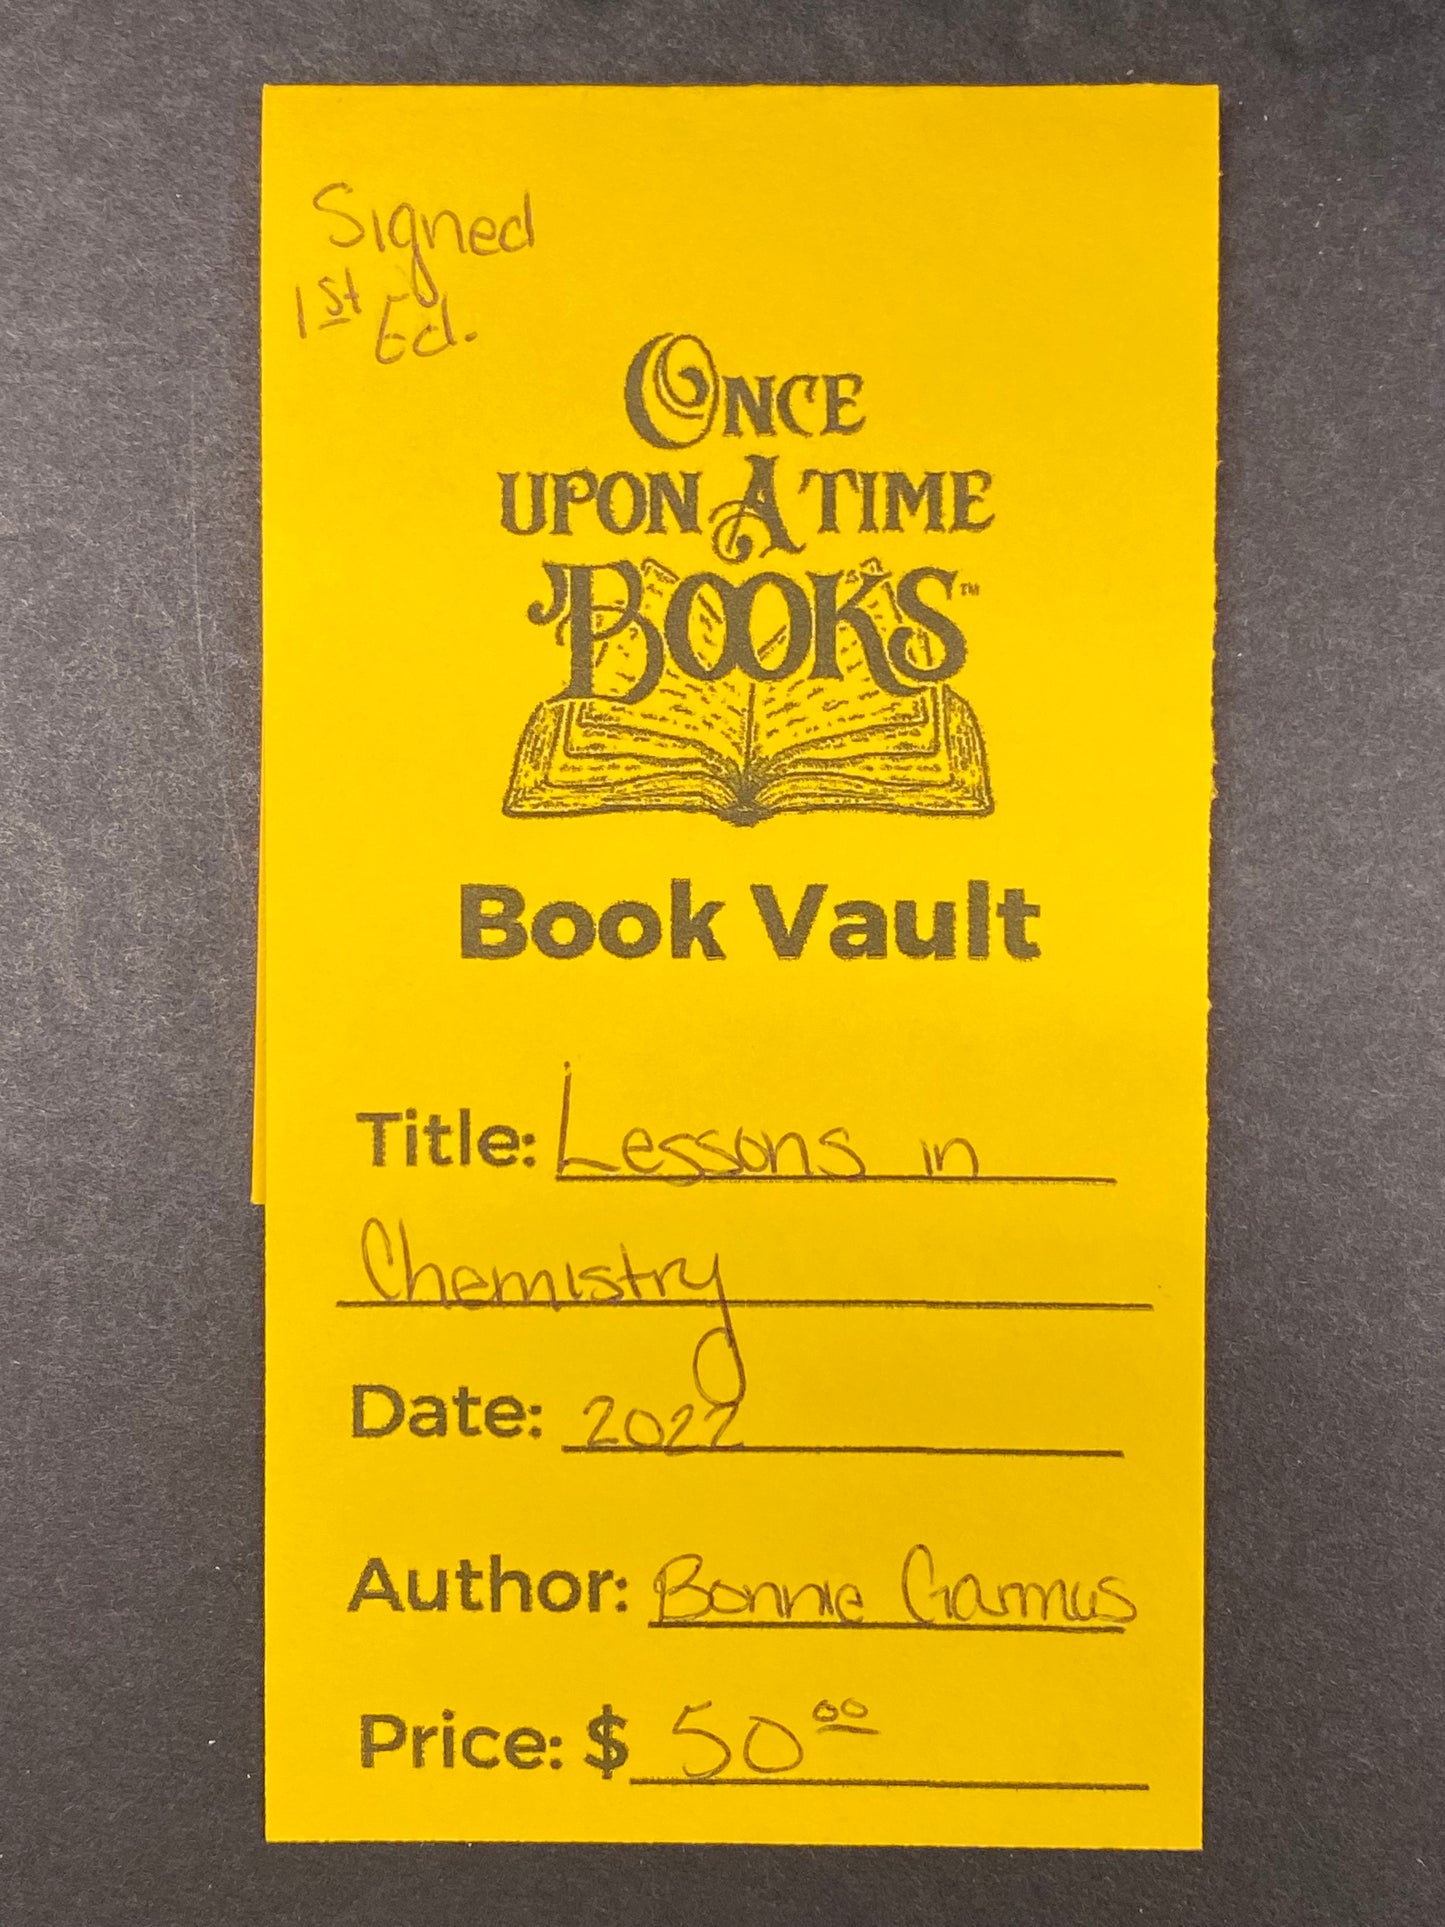 Signed
1st Ed.
ONCE
UPON A TIME
BOOKS™
Book Vault
Title: Lessons in
Chemistry
Date: 2022
Author: Bonnie Garmus
Price: $ 50 00